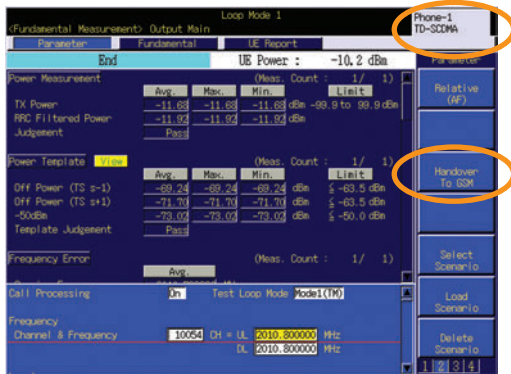 Loop Mode 1
Phone-1
<Fundamental Measurement> Output Main
TD-SCDMA
Parameter Fundamental UE Report
End UE Power : -10.2 dBm Parameter
Power Measurement (Meas. Count : 1/ 1)
Avg. Max. Min. Limit
TX Power -11.68 -11.68 -11.68 dBm -99.9 to 99.9 dBm
RRC Filtered Power -11.92 -11.92 -11.92 dBm
Judgement Pass
Relative
(AF)
Power Template View (Meas. Count : 1/ 1)
Avg. Max. Min. Limit
Off Power (TS s-1) -69.24 -69.24 -69.24 dBm ≤ -63.5 dBm
Off Power (TS s+1) -71.70 -71.70 -71.70 dBm ≤ -63.5 dBm
-50dBm -73.02 -73.02 -73.02 dBm ≤ -50.0 dBm
Template Judgement Pass
Handover
To GSM
Frequency Error (Meas. Count : 1/ 1)
Avg.
Select
Scenario
Call Processing On Test Loop Mode Mode1(TM)
Load
Scenario
Frequency
Channel & Frequency 10054 CH = UL 2010.800000 MHz
DL 2010.800000 MHz
Delete
Scenario
1 2 3 4